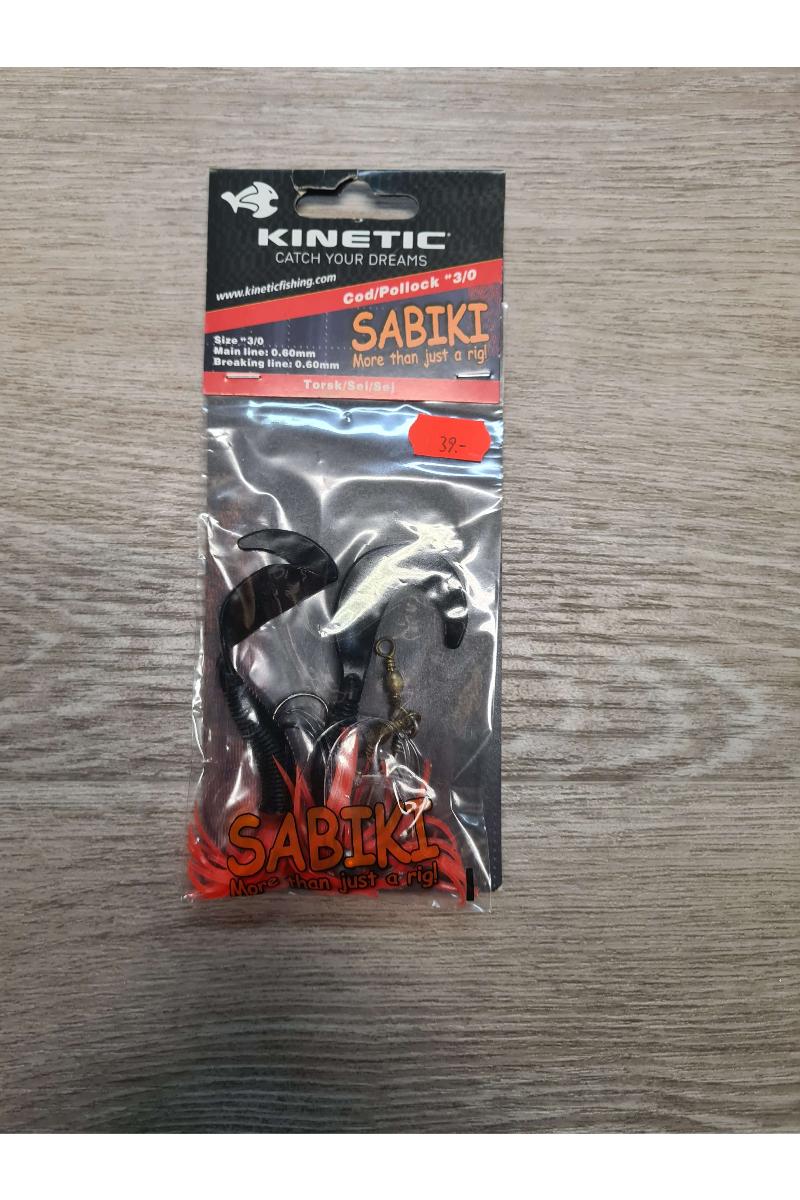 KINETIC®
CATCH YOUR DREAMS
www.kineticfishing.com
Cod/Pollock "3/0
SABIKI
More than just a rig!
Size "3/0
Main line: 0.60mm
Breaking line: 0.60mm
Torsk/Sei/Sej
39.-
SABIKI
More than just a rig!